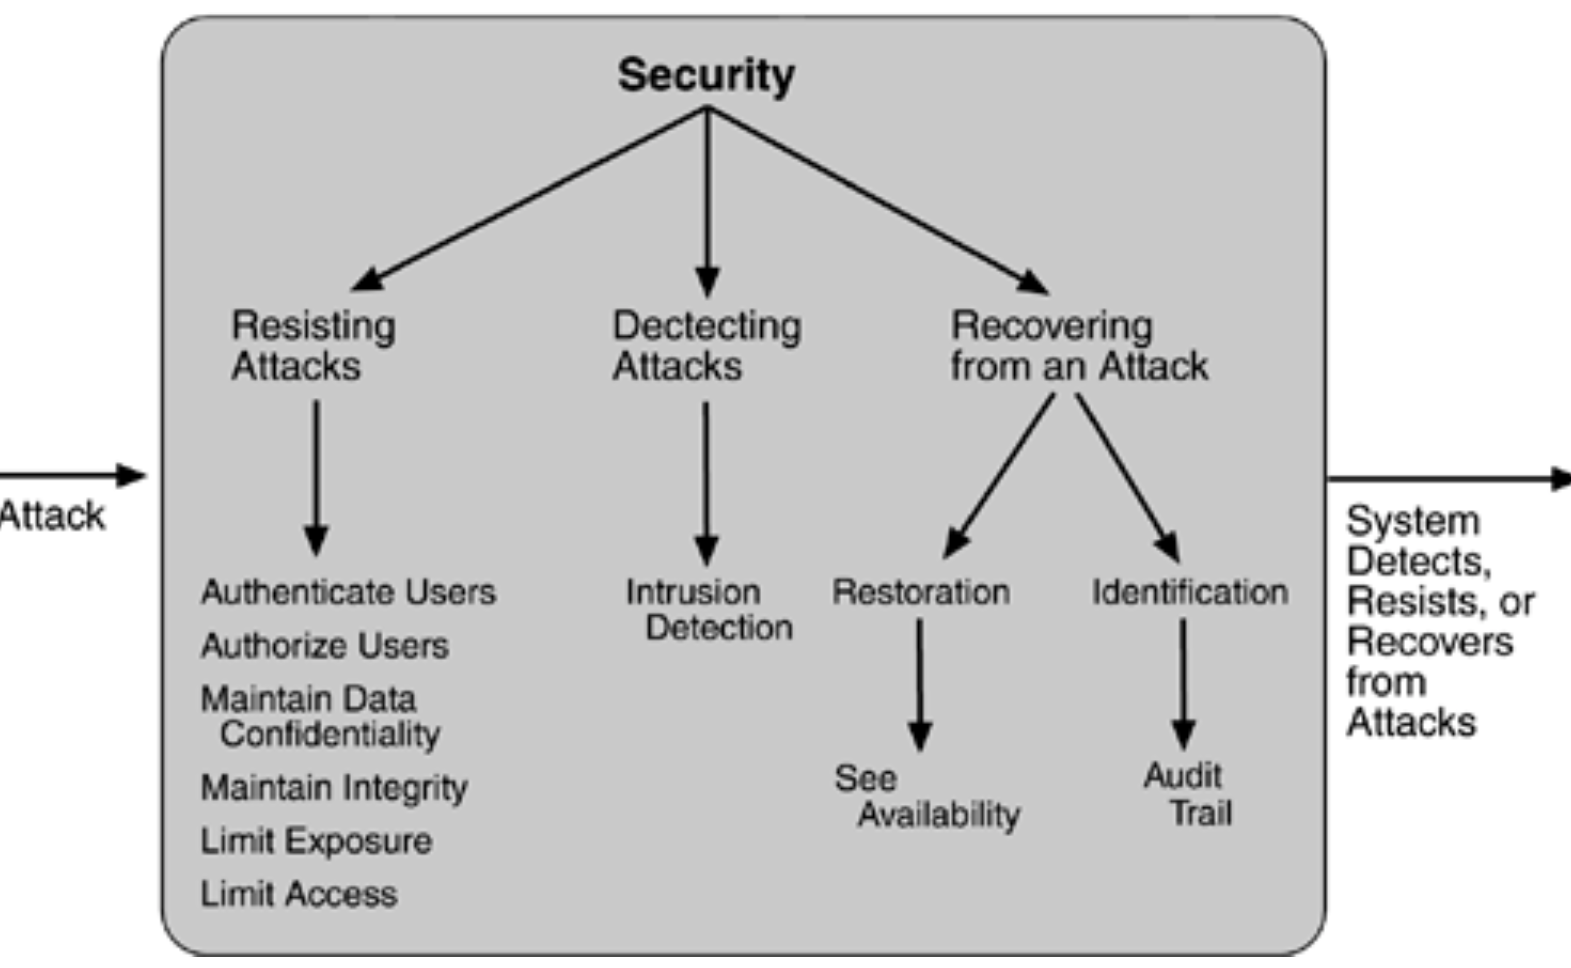 Security
Resisting
Attacks
Dectecting
Attacks
Recovering
from an Attack
Attack
Authenticate Users
Authorize Users
Maintain Data
Confidentiality
Maintain Integrity
Limit Exposure
Limit Access
Intrusion
Detection
Restoration
See
Availability
Identification
Audit
Trail
System
Detects,
Resists, or
Recovers
from
Attacks